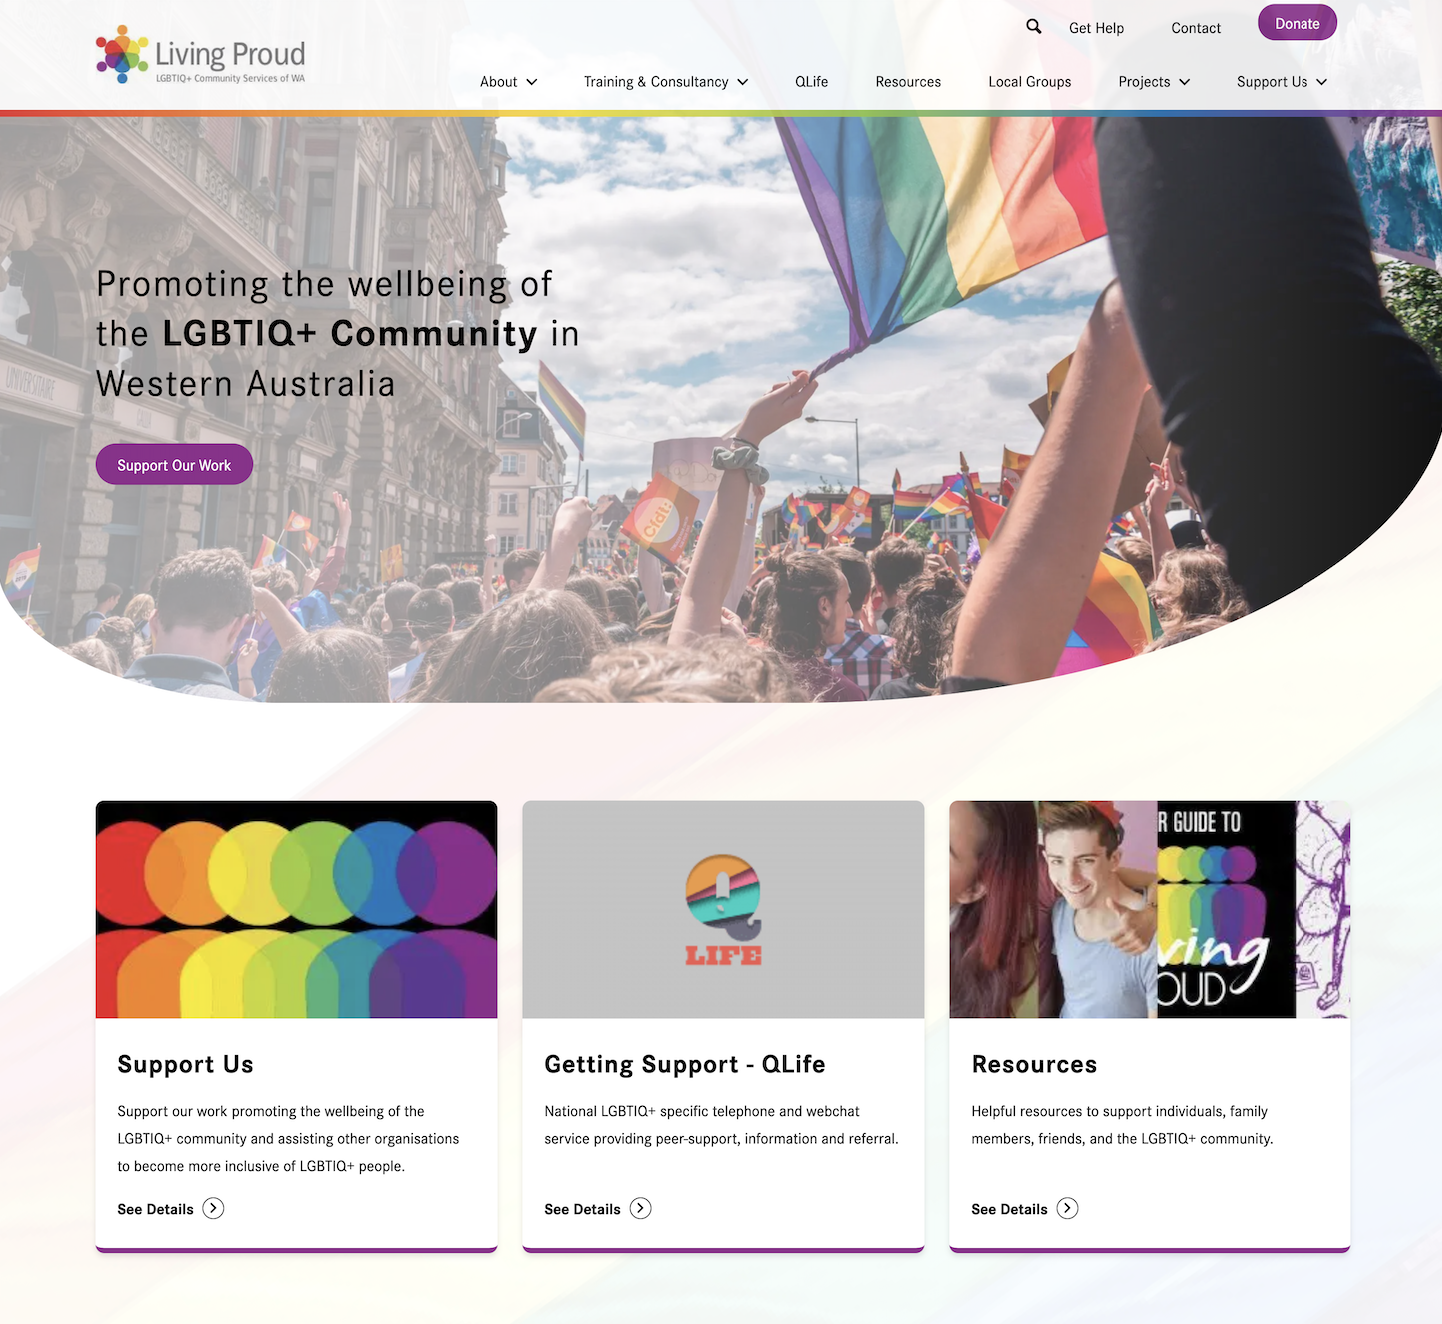 Get Help
Contact
Donate
Living Proud
LGBTIQ+ Community Services of WA
About
Training & Consultancy
QLife
Resources
Local Groups
Projects
Support Us
Promoting the wellbeing of
the LGBTIQ+ Community in
Western Australia
UNIVERSITAIRE
Support Our Work
Cfdt:
Q
LIFE
R GUIDE TO
ving
OUD
Support Us
Support our work promoting the wellbeing of the
LGBTIQ+ community and assisting other organisations
to become more inclusive of LGBTIQ+ people.
See Details
Getting Support - QLife
National LGBTIQ+ specific telephone and webchat
service providing peer-support, information and referral.
See Details
Resources
Helpful resources to support individuals, family
members, friends, and the LGBTIQ+ community.
See Details